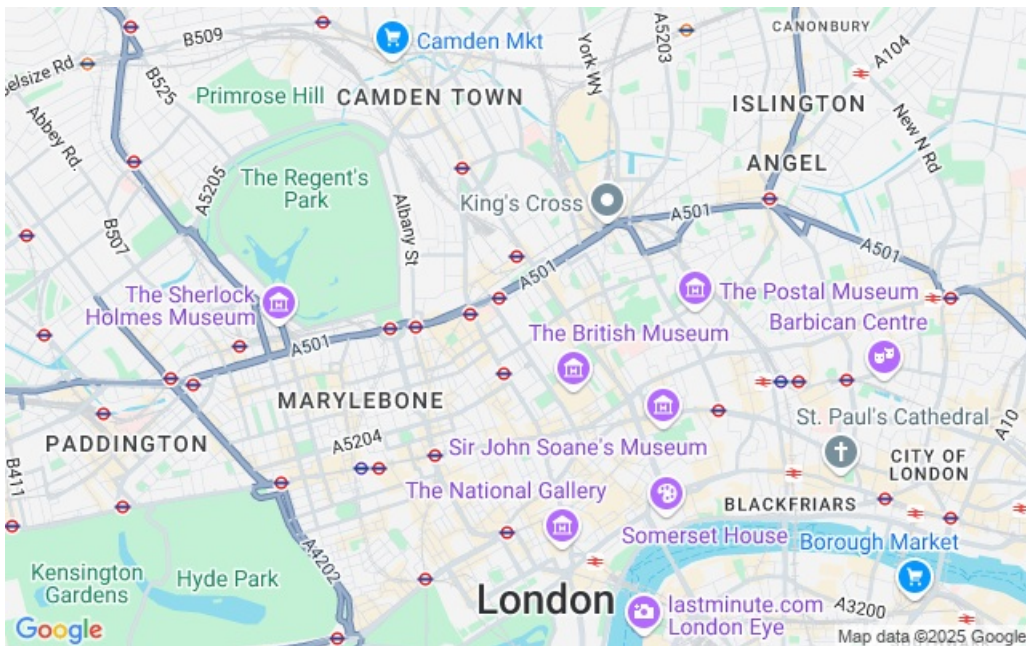 B509
Camden Mkt
York Wy
A5203
CANONBURY
A104
elsize Rd
B525
Primrose Hill
CAMDEN TOWN
ISLINGTON
New N Rd
Abbey Rd.
ANGEL
The Regent's
Park
A5205
Albany St
King's Cross
A501
B507
A501
A501
The Sherlock
Holmes Museum
The Postal Museum
Barbican Centre
The British Museum
A501
MARYLEBONE
St. Paul's Cathedral
A10
PADDINGTON
A5204
Sir John Soane's Museum
CITY OF
LONDON
B411
The National Gallery
BLACKFRIARS
Somerset House
Borough Market
A4202
Kensington
Gardens
Hyde Park
London
lastminute.com
London Eye
A3200
Google
Map data ©2025 Google